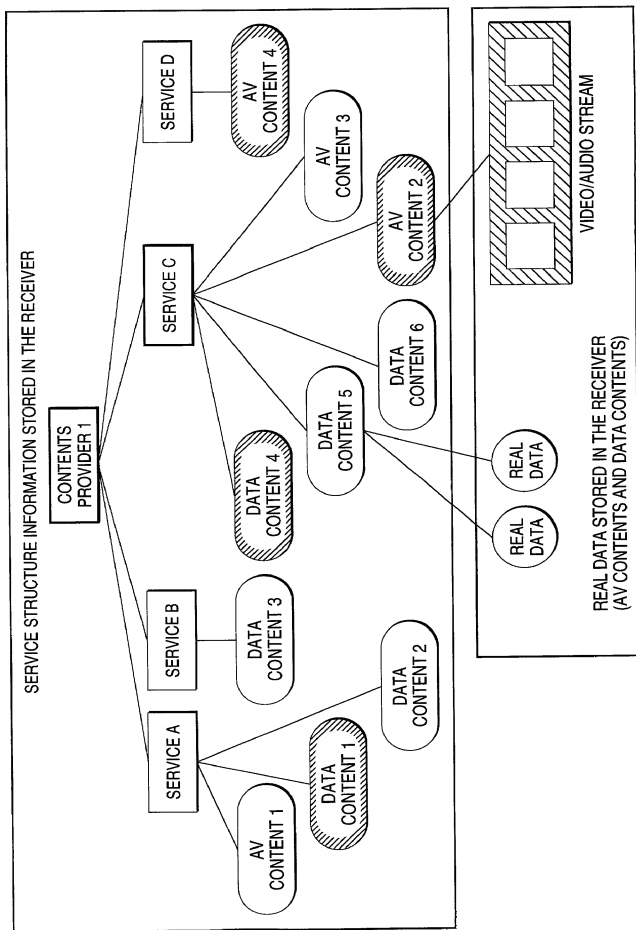 SERVICE STRUCTURE INFORMATION STORED IN THE RECEIVER
CONTENTS
PROVIDER 1
SERVICE A
SERVICE B
SERVICE C
SERVICE D
AV
CONTENT 1
DATA
CONTENT 1
DATA
CONTENT 2
DATA
CONTENT 3
DATA
CONTENT 4
DATA
CONTENT 5
DATA
CONTENT 6
AV
CONTENT 2
AV
CONTENT 3
AV
CONTENT 4
REAL
DATA
REAL
DATA
VIDEO/AUDIO STREAM
REAL DATA STORED IN THE RECEIVER
(AV CONTENTS AND DATA CONTENTS)